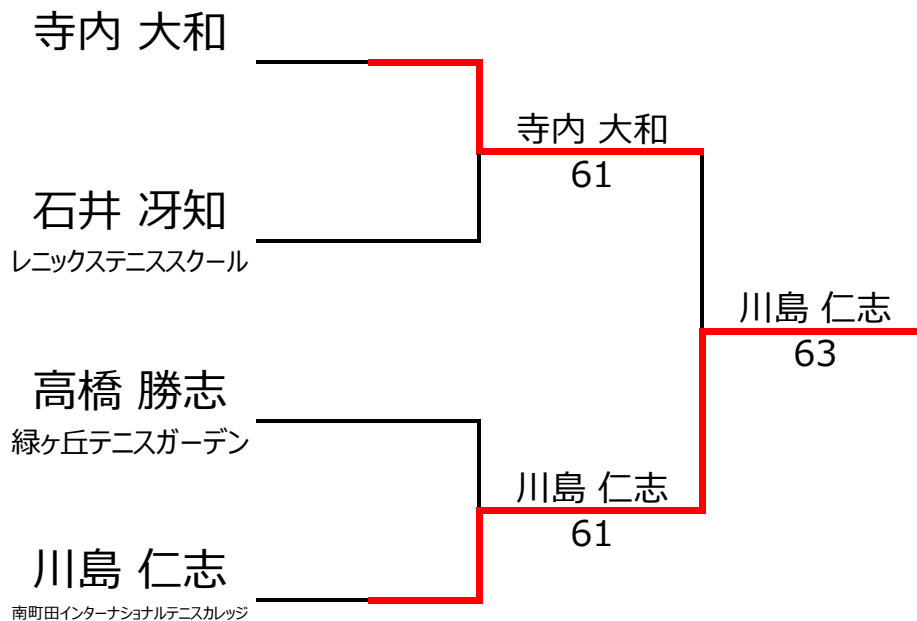 寺内 大和
寺内 大和
61
石井 冴知
レニックステニススクール
川島 仁志
63
高橋 勝志
緑ヶ丘テニスガーデン
川島 仁志
61
川島 仁志
南町田インターナショナルテニスカレッジ